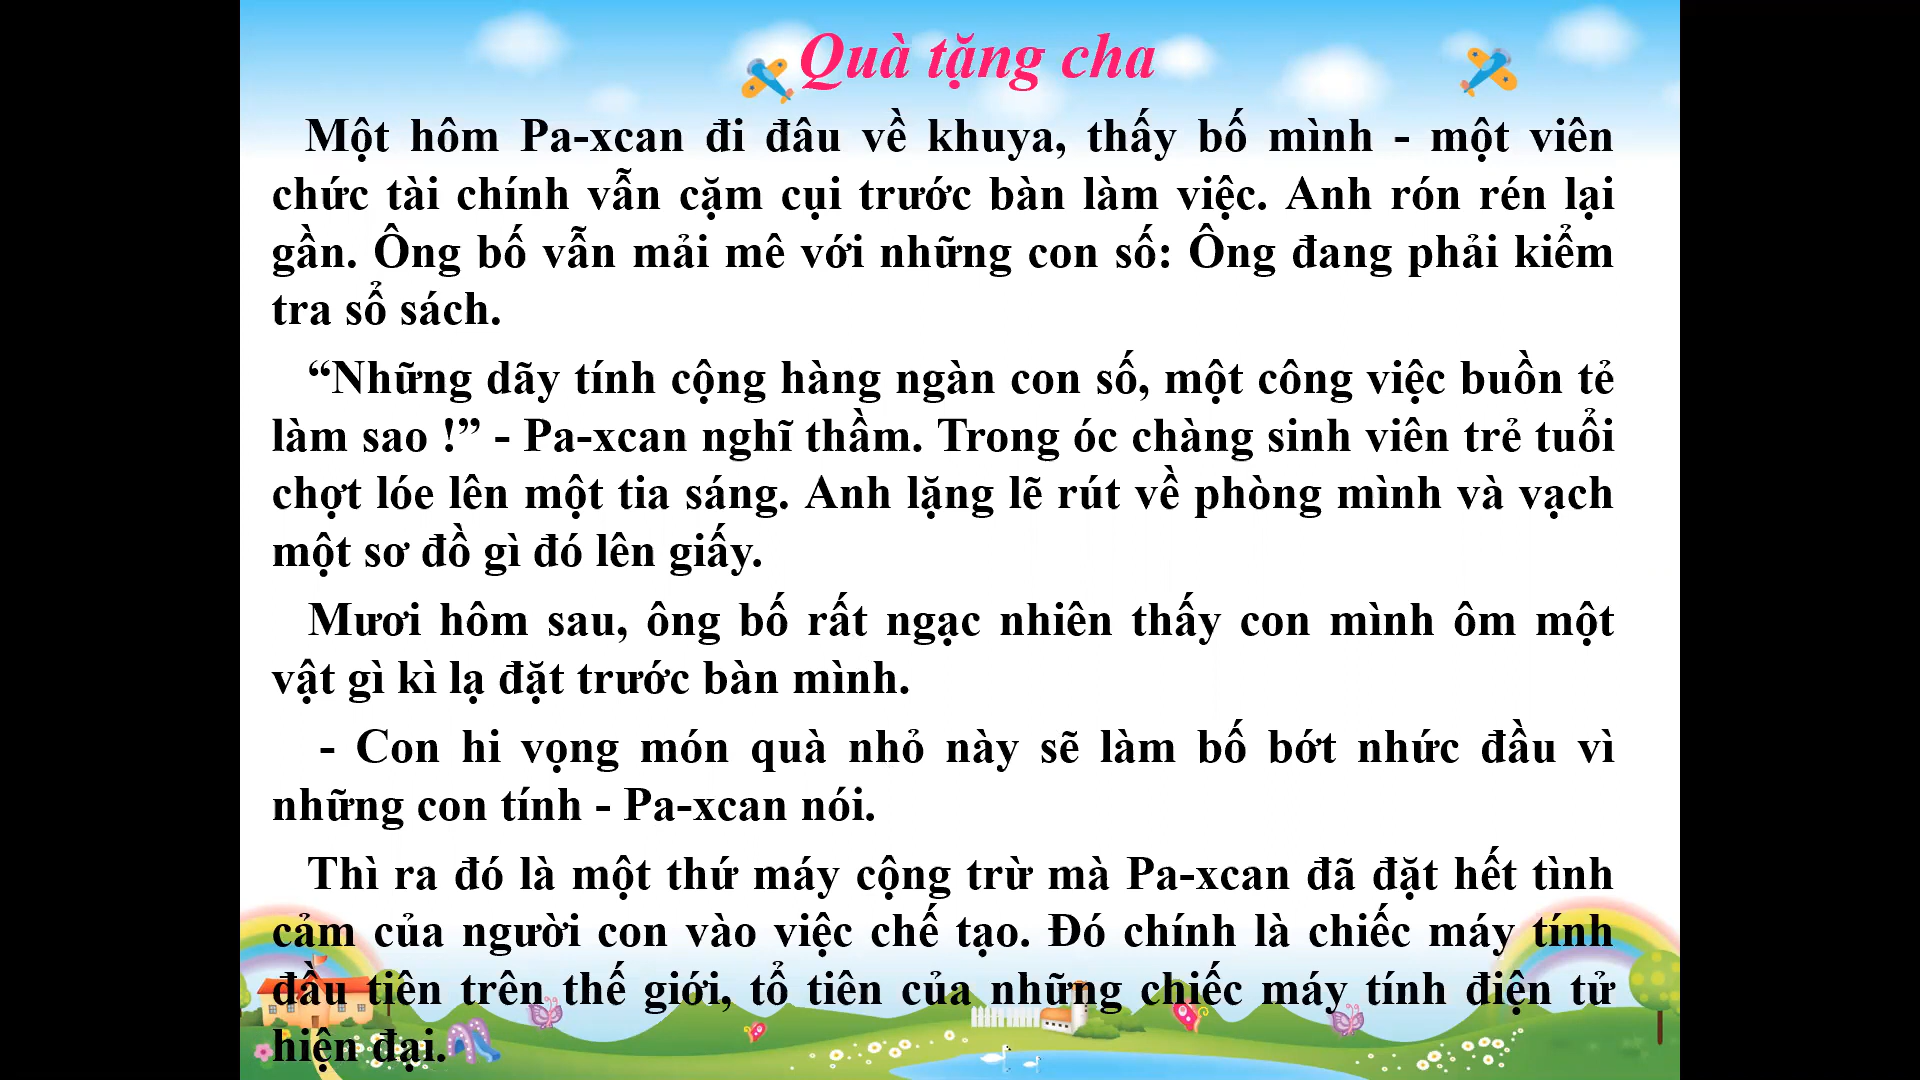 Quà tặng cha
Một hôm Pa-xcan đi đâu về khuya, thấy bố mình - một viên
chức tài chính vẫn cặm cụi trước bàn làm việc. Anh rón rén lại
gần. Ông bố vẫn mải mê với những con số: Ông đang phải kiểm
tra sổ sách.
“Những dãy tính cộng hàng ngàn con số, một công việc buồn tẻ
làm sao !” - Pa-xcan nghĩ thầm. Trong óc chàng sinh viên trẻ tuổi
chợt lóe lên một tia sáng. Anh lặng lẽ rút về phòng mình và vạch
một sơ đồ gì đó lên giấy.
Mươi hôm sau, ông bố rất ngạc nhiên thấy con mình ôm một
vật gì kì lạ đặt trước bàn mình.
- Con hi vọng món quà nhỏ này sẽ làm bố bớt nhức đầu vì
những con tính - Pa-xcan nói.
Thì ra đó là một thứ máy cộng trừ mà Pa-xcan đã đặt hết tình
cảm của người con vào việc chế tạo. Đó chính là chiếc máy tính
đầu tiên trên thế giới, tổ tiên của những chiếc máy tính điện tử
hiện đại.